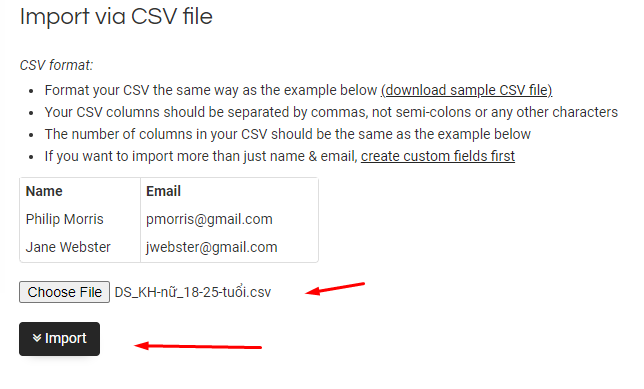 Import via CSV file
CSV format:
Format your CSV the same way as the example below (download sample CSV file)
Your CSV columns should be separated by commas, not semi-colons or any other characters
The number of columns in your CSV should be the same as the example below
If you want to import more than just name & email, create custom fields first
Name Email
Philip Morris pmorris@gmail.com
Jane Webster jwebster@gmail.com
Choose File DS_KH-nữ_18-25-tuổi.csv
Import